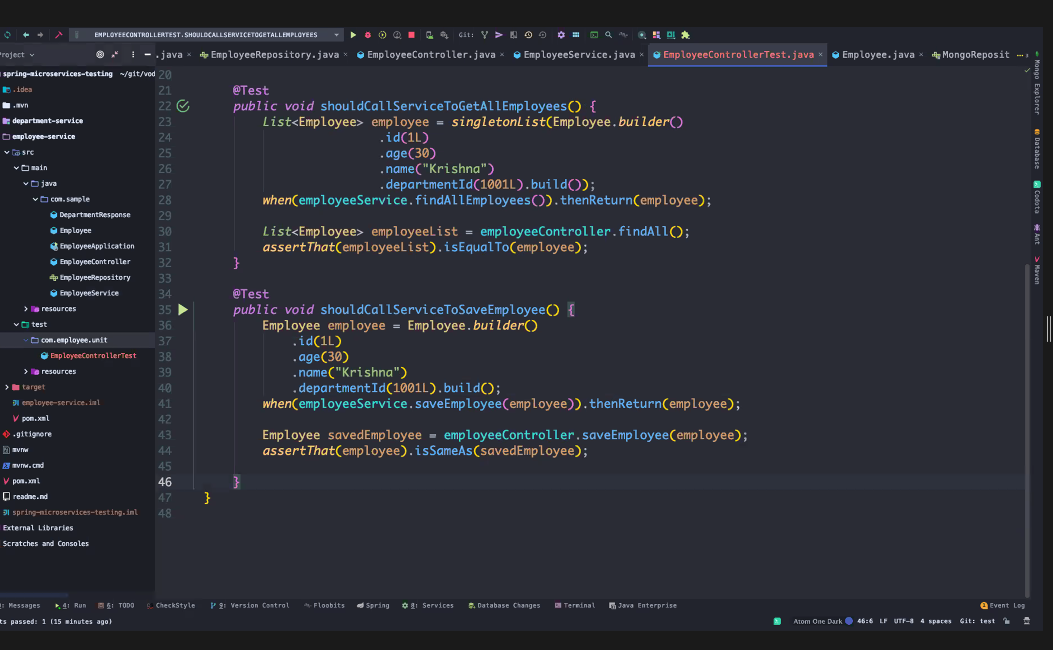 EMPLOYEECONTROLLERTEST.SHOULDCALLSERVICETOGETALLEMPLOYEES
Git:
Project
.java × EmployeeRepository.java × EmployeeController.java × EmployeeService.java × EmployeeControllerTest.java × Employee.java × MongoReposit
spring-microservices-testing ~/git/vod
.idea
.mvn
department-service
employee-service
src
main
java
com.sample
DepartmentResponse
Employee
EmployeeApplication
EmployeeController
EmployeeRepository
EmployeeService
resources
test
com.employee.unit
EmployeeControllerTest
resources
target
employee-service.iml
pom.xml
.gitignore
mvnw
mvnw.cmd
pom.xml
readme.md
spring-microservices-testing.iml
External Libraries
Scratches and Consoles
20
21 @Test
22 public void shouldCallServiceToGetAllEmployees() {
23 List<Employee> employee = singletonList(Employee.builder()
24 .id(1L)
25 .age(30)
26 .name("Krishna")
27 .departmentId(1001L).build());
28 when(employeeService.findAllEmployees()).thenReturn(employee);
29
30 List<Employee> employeeList = employeeController.findAll();
31 assertThat(employeeList).isEqualTo(employee);
32 }
33
34 @Test
35 public void shouldCallServiceToSaveEmployee() {
36 Employee employee = Employee.builder()
37 .id(1L)
38 .age(30)
39 .name("Krishna")
40 .departmentId(1001L).build();
41 when(employeeService.saveEmployee(employee)).thenReturn(employee);
42
43 Employee savedEmployee = employeeController.saveEmployee(employee);
44 assertThat(employee).isSameAs(savedEmployee);
45
46 }
47 }
48
Mongo Explorer
Database
Codota
Ant
Maven
: Messages 4: Run 6: TODO CheckStyle 9: Version Control Floobits Spring 8: Services Database Changes Terminal Java Enterprise Event Log
ts passed: 1 (15 minutes ago) Atom One Dark 46:6 LF UTF-8 4 spaces Git: test